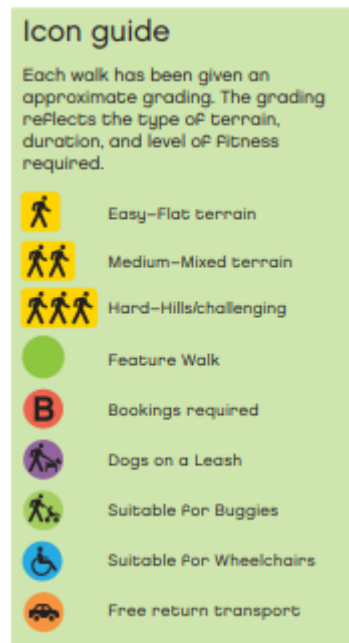 Icon guide
Each walk has been given an
approximate grading. The grading
reflects the type of terrain,
duration, and level of fitness
required.
Easy–Flat terrain
Medium–Mixed terrain
Hard–Hills/challenging
Feature Walk
B
Bookings required
Dogs on a Leash
Suitable for Buggies
Suitable for Wheelchairs
Free return transport